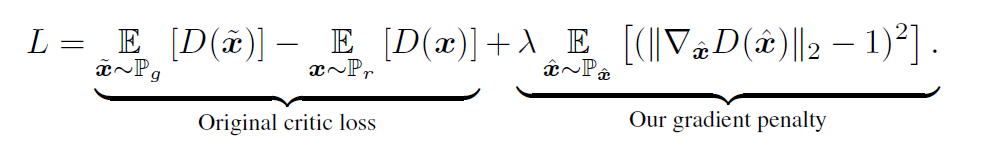 L = 𝔼_{x̃∼ℙ_g} [D(x̃)] − 𝔼_{x∼ℙ_r} [D(x)] + λ 𝔼_{x̂∼ℙ_x̂} [(‖∇_x̂ D(x̂)‖₂ − 1)²] .
Original critic loss Our gradient penalty